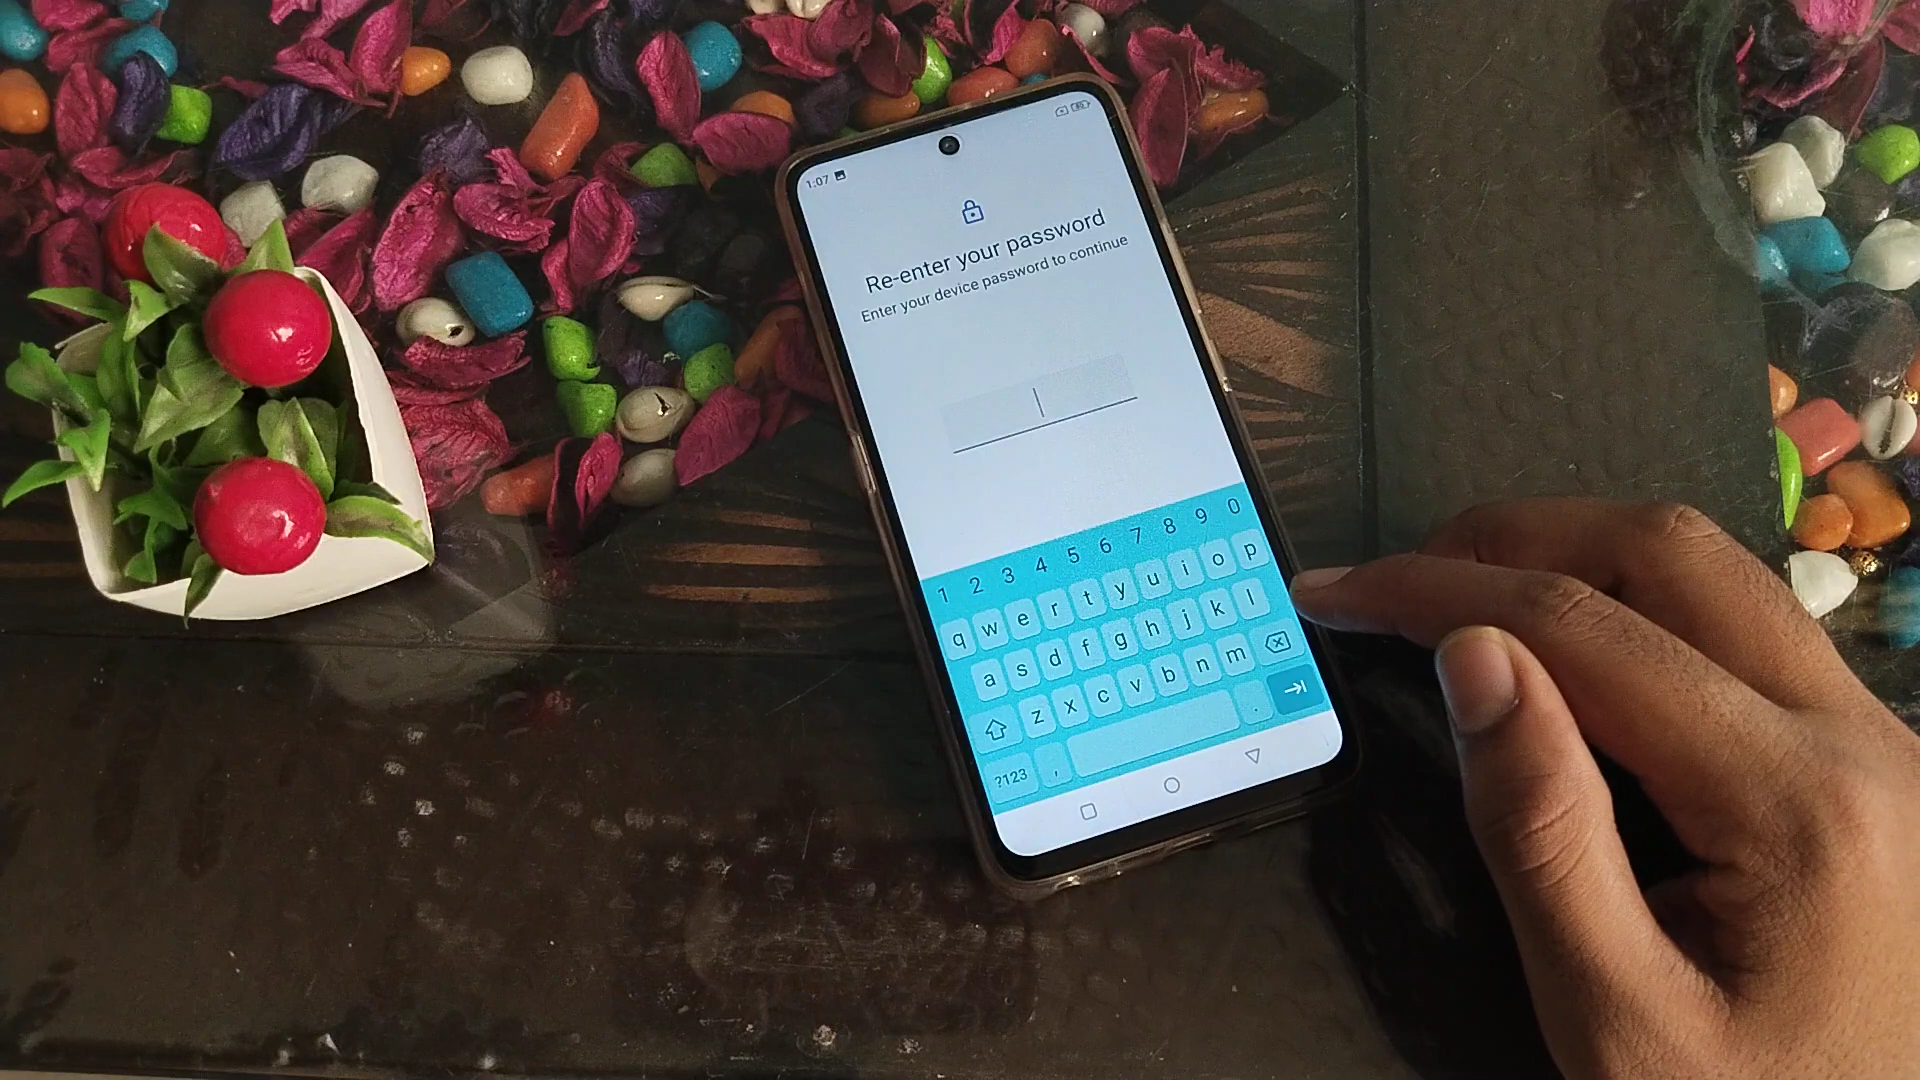 1:07
Re-enter your password
Enter your device password to continue
1 2 3 4 5 6 7 8 9 0
q w e r t y u i o p
a s d f g h j k l
z x c v b n m
?123 , .